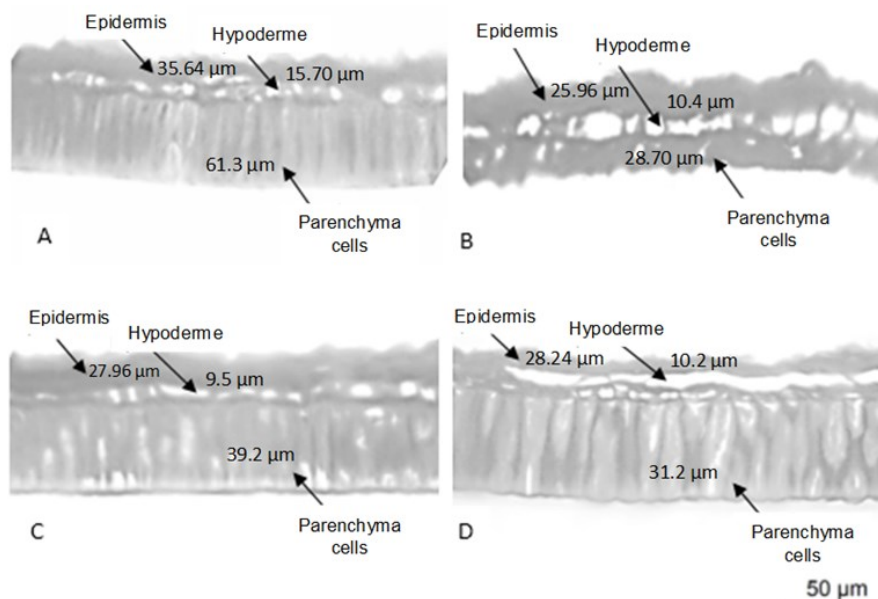 Epidermis
Hypoderme
35.64 µm
15.70 µm
61.3 µm
Parenchyma
cells
A
Epidermis
Hypoderme
25.96 µm
10.4 µm
28.70 µm
Parenchyma
cells
B
Epidermis
Hypoderme
27.96 µm
9.5 µm
39.2 µm
Parenchyma
cells
C
Epidermis
Hypoderme
28.24 µm
10.2 µm
31.2 µm
Parenchyma
cells
D
50 µm